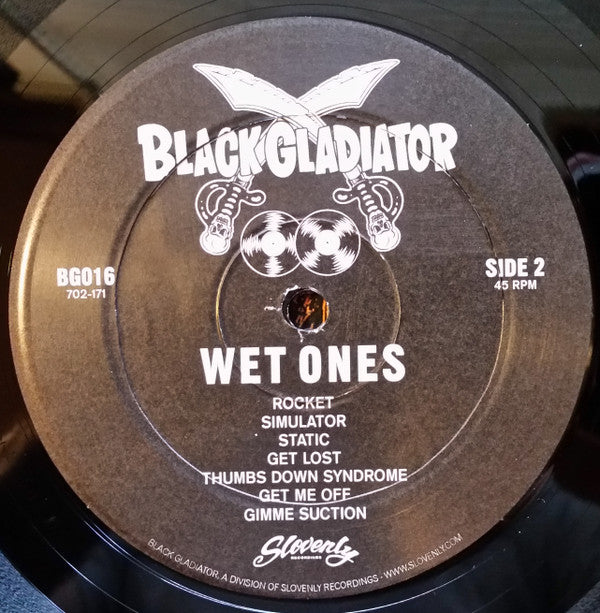 BLACK GLADIATOR
BG016
702-171
SIDE 2
45 RPM
WET ONES
ROCKET
SIMULATOR
STATIC
GET LOST
THUMBS DOWN SYNDROME
GET ME OFF
GIMME SUCTION
Slovenly
RECORDINGS
BLACK GLADIATOR, A DIVISION OF SLOVENLY RECORDINGS - WWW.SLOVENLY.COM